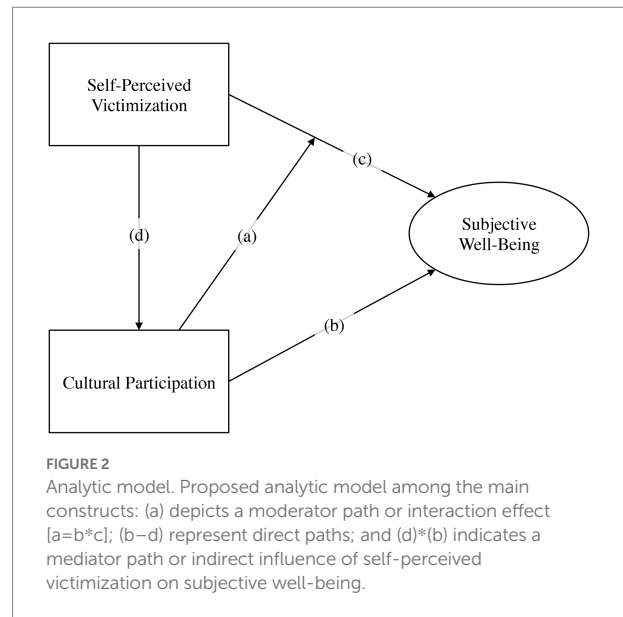 Self-Perceived
Victimization
(c)
(d)
(a)
Subjective
Well-Being
(b)
Cultural Participation
FIGURE 2
Analytic model. Proposed analytic model among the main
constructs: (a) depicts a moderator path or interaction effect
[a=b*c]; (b–d) represent direct paths; and (d)*(b) indicates a
mediator path or indirect influence of self-perceived
victimization on subjective well-being.